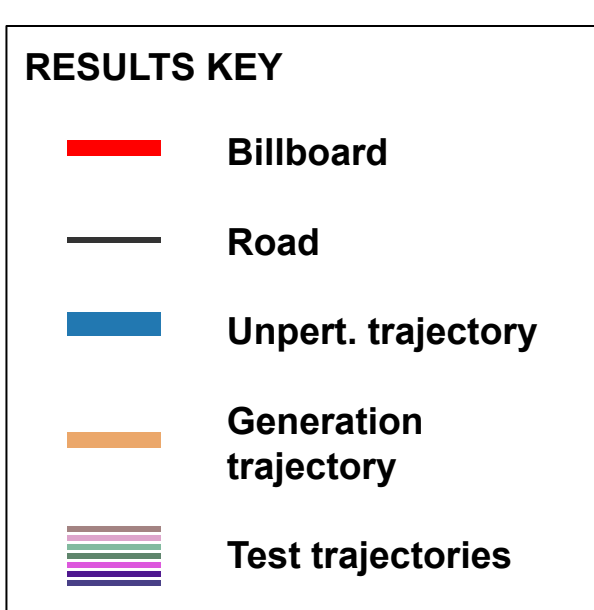 RESULTS KEY
Billboard
Road
Unpert. trajectory
Generation
trajectory
Test trajectories